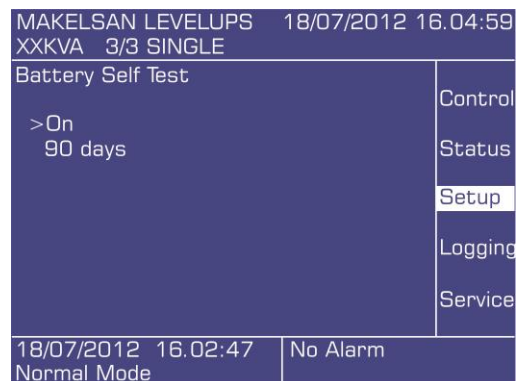 MAKELSAN LEVELUPS 18/07/2012 16.04:59
XXKVA 3/3 SINGLE
Battery Self Test
>On
90 days
Control
Status
Setup
Logging
Service
18/07/2012 16.02:47 No Alarm
Normal Mode